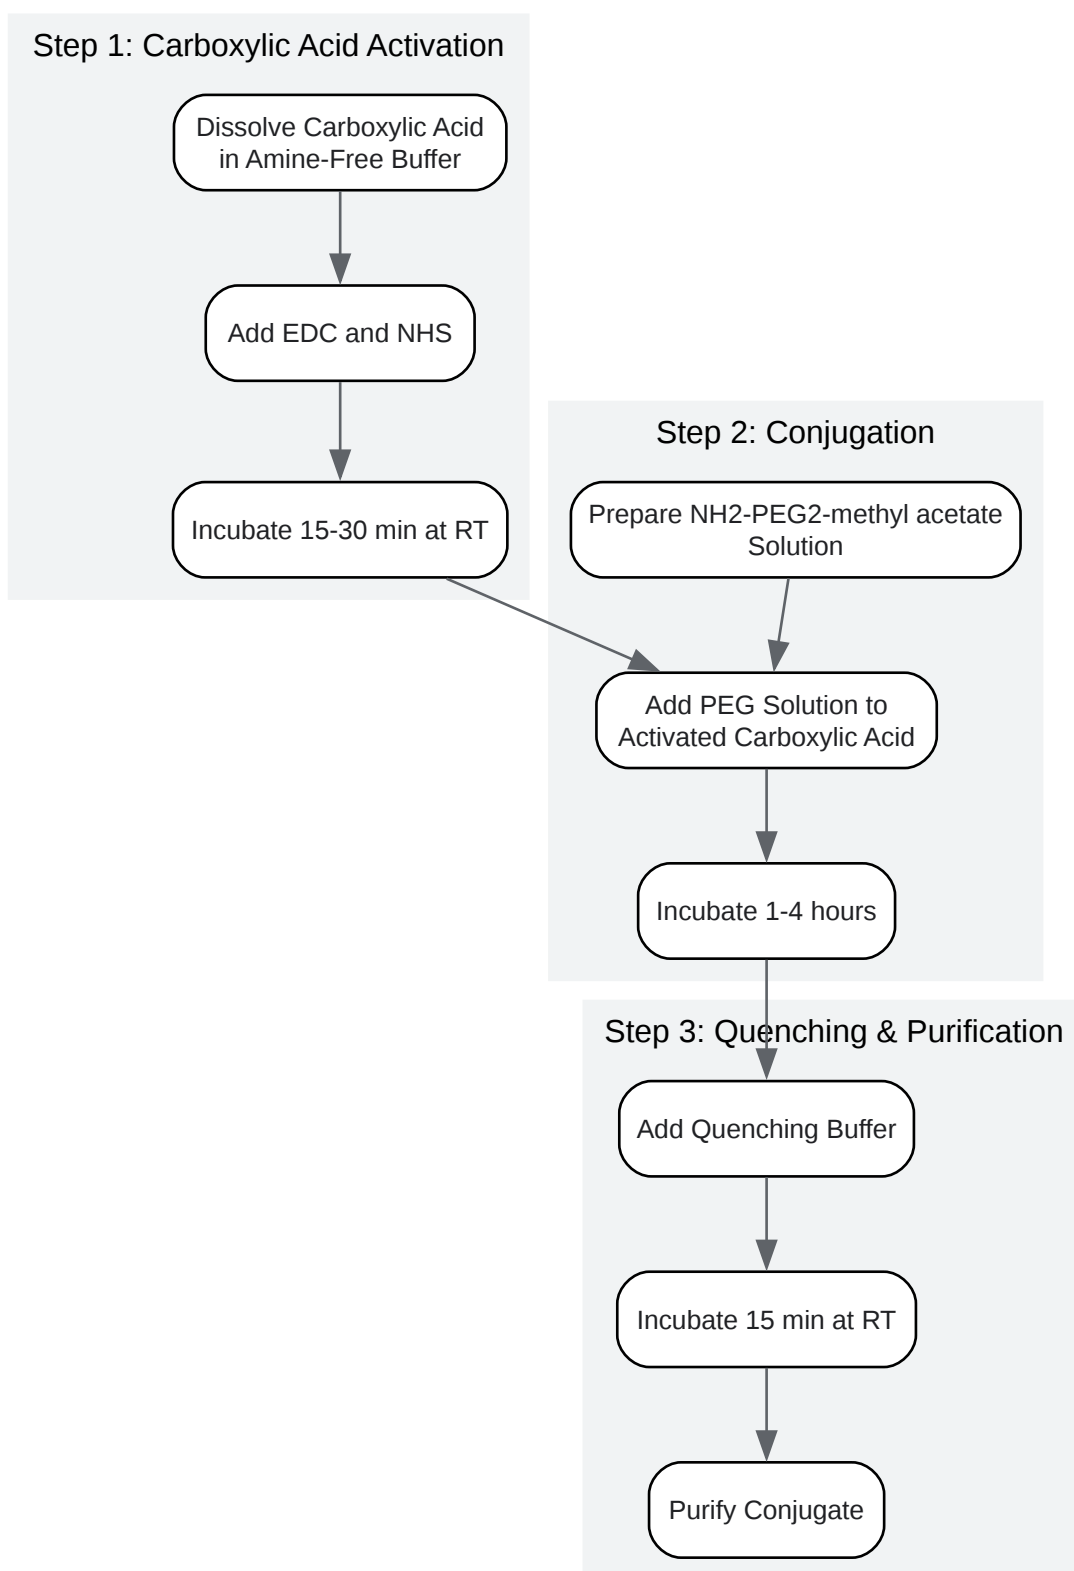 Step 1: Carboxylic Acid Activation
Dissolve Carboxylic Acid
in Amine-Free Buffer
Add EDC and NHS
Incubate 15-30 min at RT
Step 2: Conjugation
Prepare NH2-PEG2-methyl acetate
Solution
Add PEG Solution to
Activated Carboxylic Acid
Incubate 1-4 hours
Step 3: Quenching & Purification
Add Quenching Buffer
Incubate 15 min at RT
Purify Conjugate